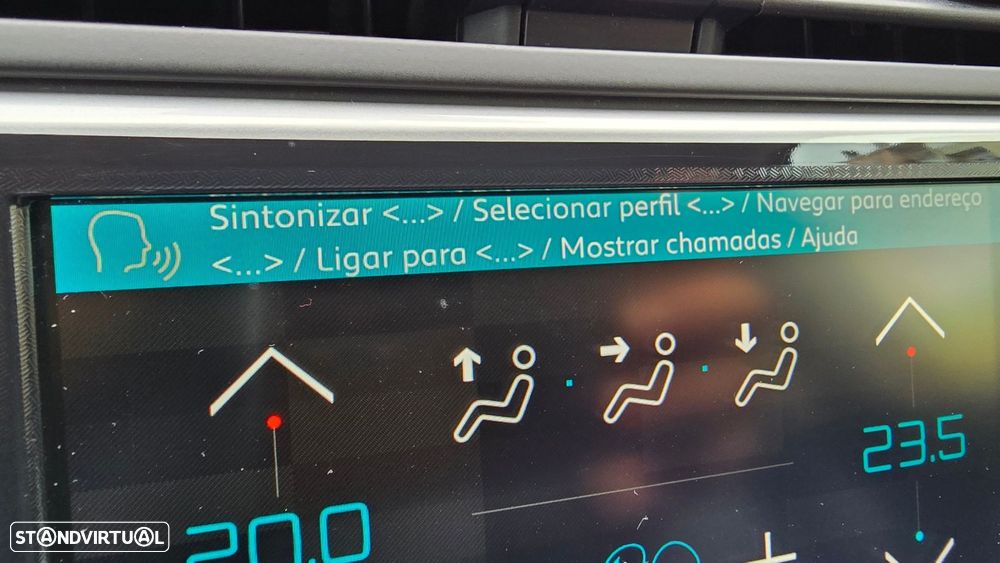 Sintonizar <...> / Selecionar perfil <...> / Navegar para endereço
<...> / Ligar para <...> / Mostrar chamadas / Ajuda
23.5
20.0
STANDVIRTUAL